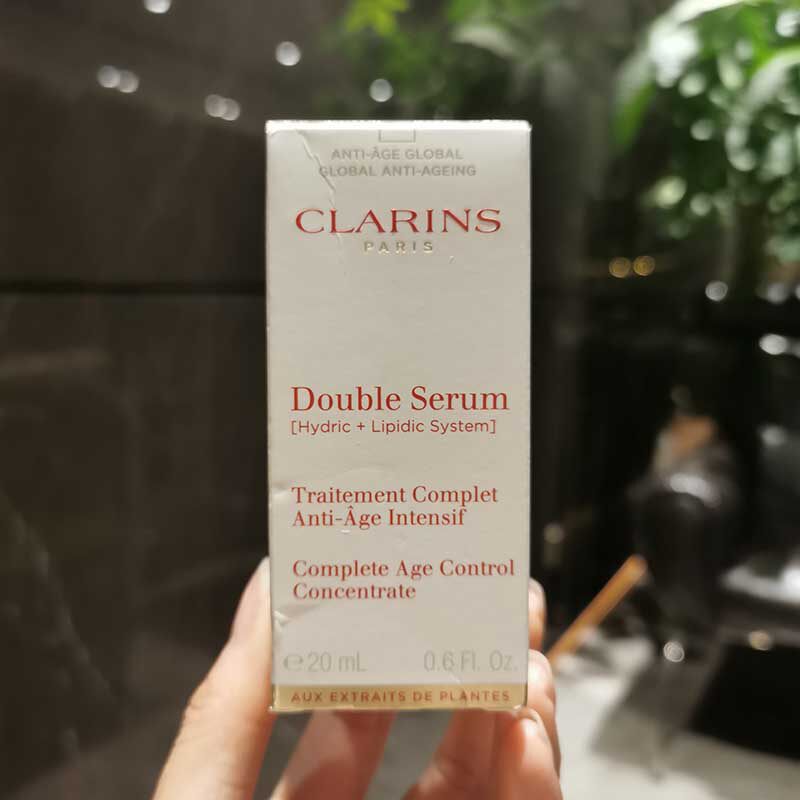 ANTI-ÂGE GLOBAL
GLOBAL ANTI-AGEING
CLARINS
PARIS
Double Serum
[Hydric + Lipidic System]
Traitement Complet
Anti-Âge Intensif
Complete Age Control
Concentrate
℮20 mL 0.6 Fl. Oz.
AUX EXTRAITS DE PLANTES